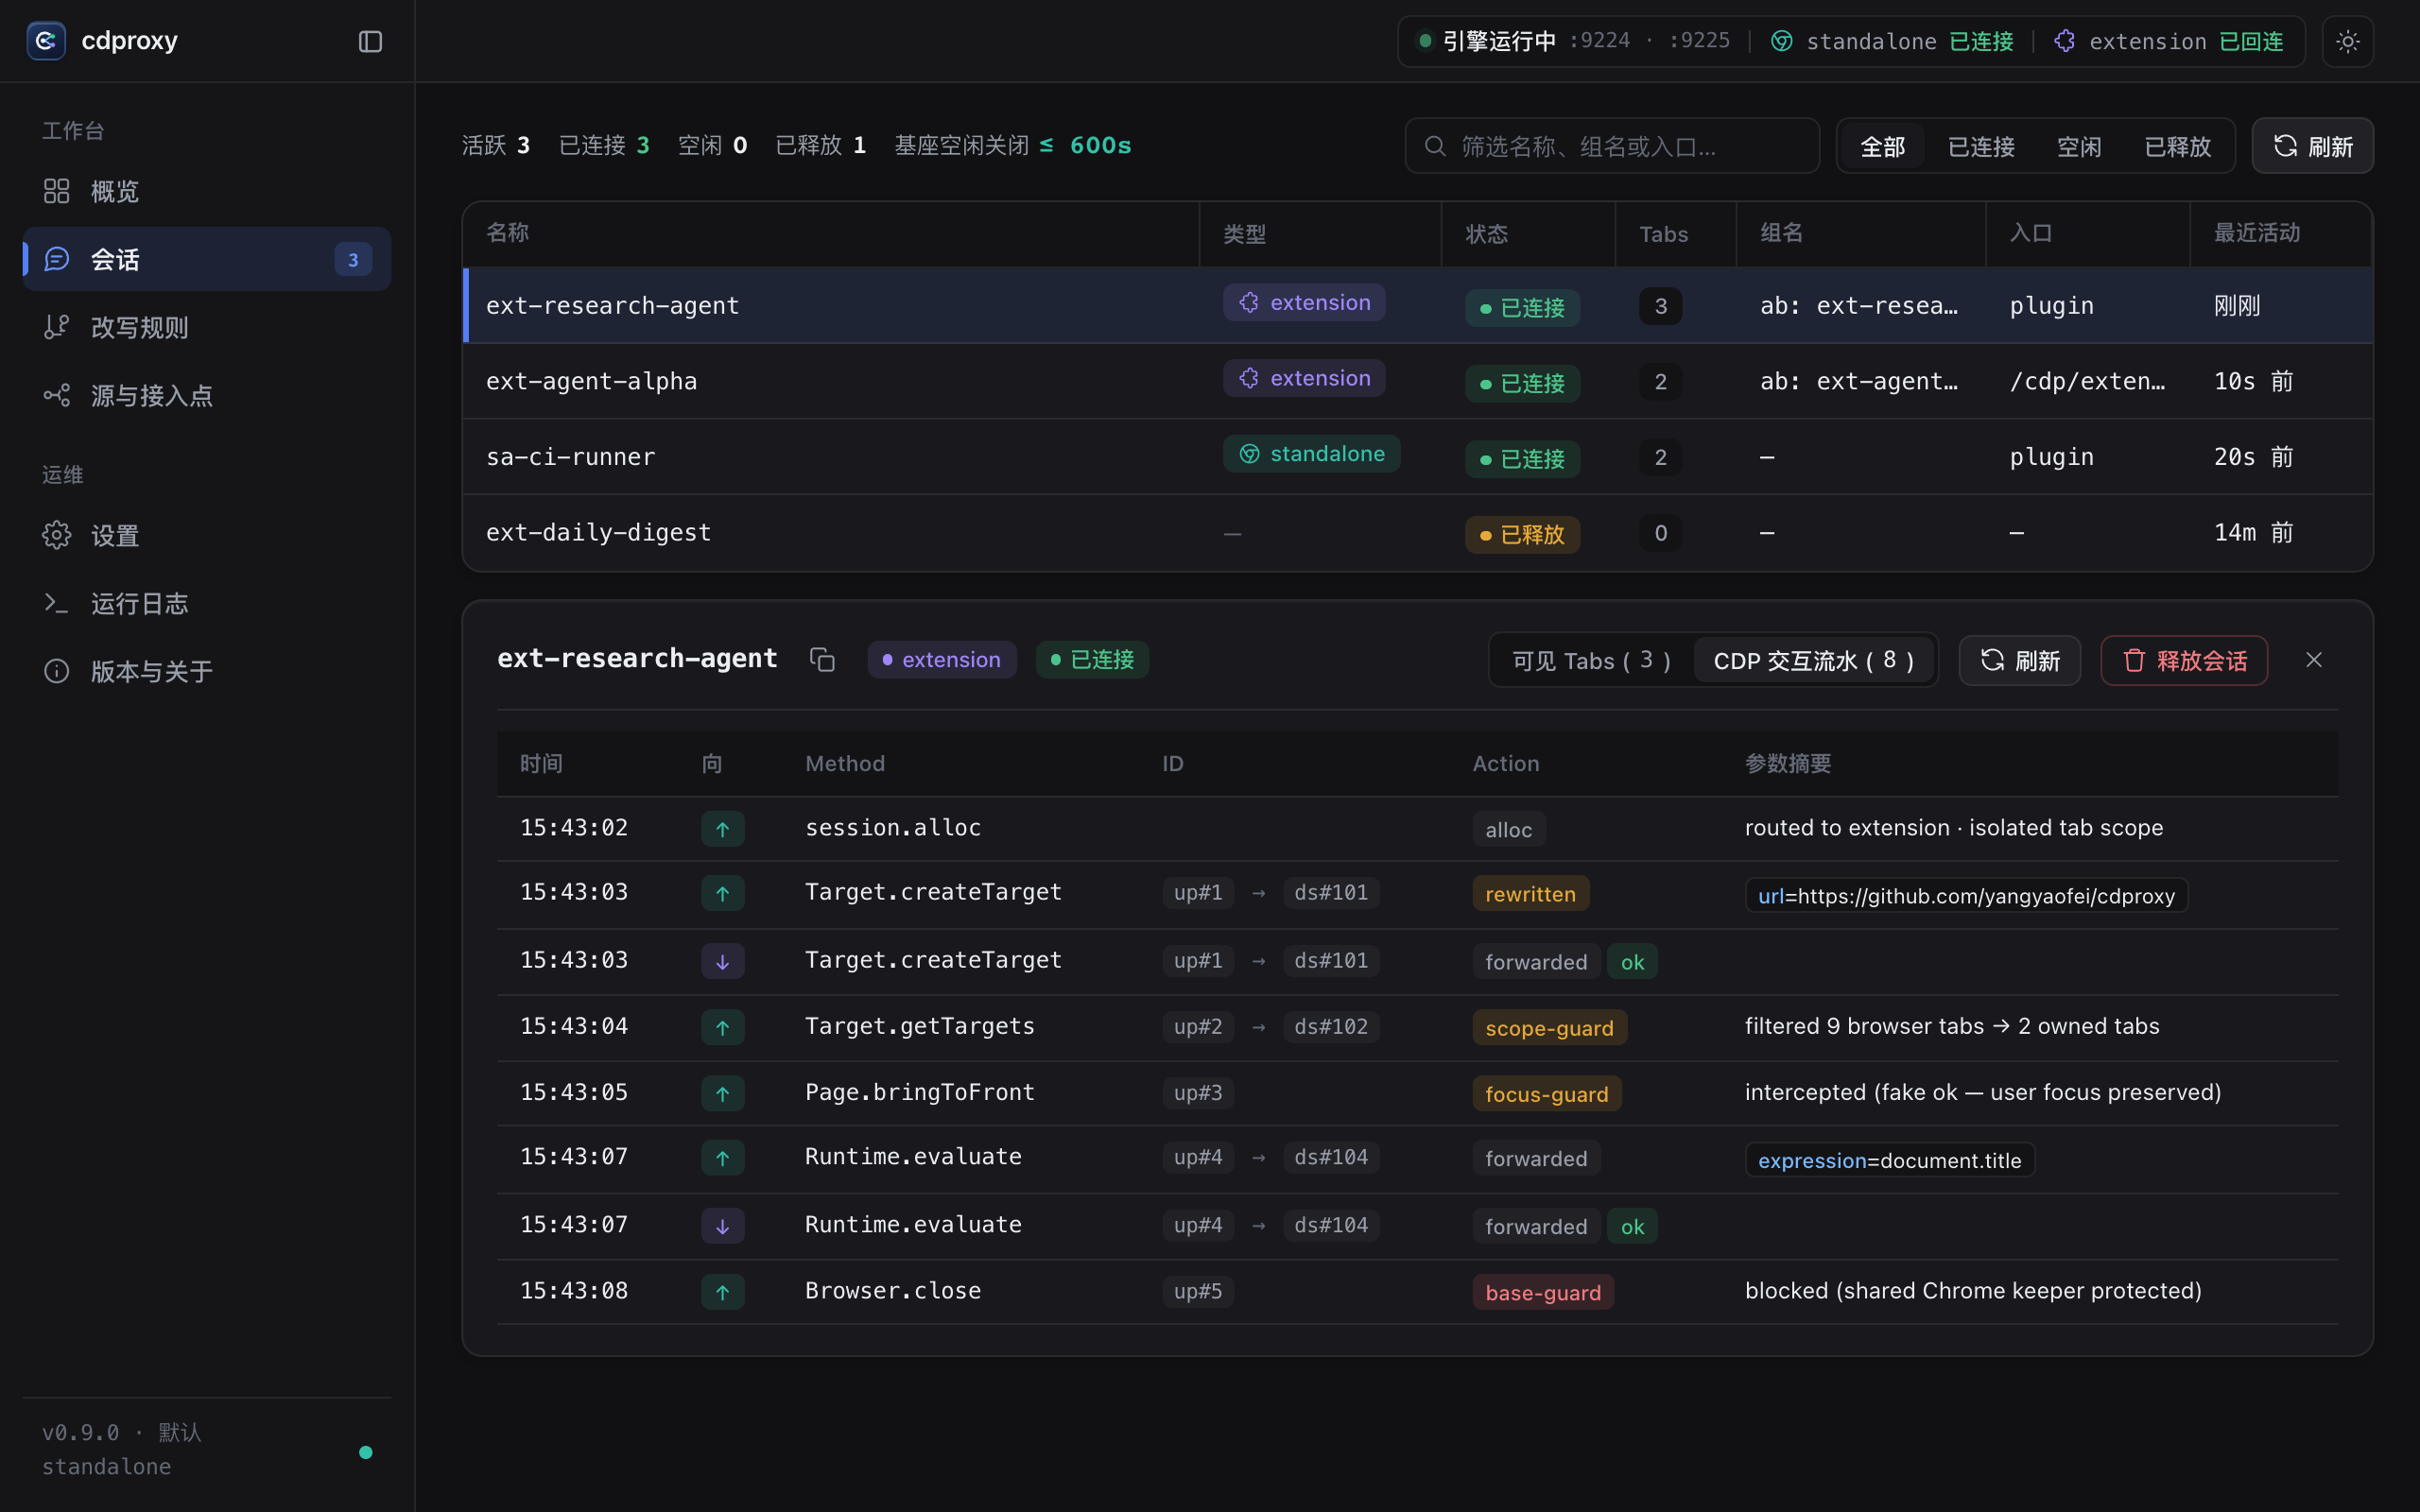 cdproxy
引擎运行中 :9224 · :9225 | standalone 已连接 | extension 已回连
工作台
概览
会话 3
改写规则
源与接入点
运维
设置
运行日志
版本与关于
v0.9.0 · 默认
standalone
活跃 3 已连接 3 空闲 0 已释放 1 基座空闲关闭 ≤ 600s
筛选名称、组名或入口...
全部 已连接 空闲 已释放
刷新
名称 类型 状态 Tabs 组名 入口 最近活动
ext-research-agent extension 已连接 3 ab: ext-resea… plugin 刚刚
ext-agent-alpha extension 已连接 2 ab: ext-agent… /cdp/exten… 10s 前
sa-ci-runner standalone 已连接 2 — plugin 20s 前
ext-daily-digest — 已释放 0 — — 14m 前
ext-research-agent extension 已连接
可见 Tabs ( 3 ) CDP 交互流水 ( 8 ) 刷新 释放会话
时间 向 Method ID Action 参数摘要
15:43:02 ↑ session.alloc alloc routed to extension · isolated tab scope
15:43:03 ↑ Target.createTarget up#1 → ds#101 rewritten url=https://github.com/yangyaofei/cdproxy
15:43:03 ↓ Target.createTarget up#1 → ds#101 forwarded ok
15:43:04 ↑ Target.getTargets up#2 → ds#102 scope-guard filtered 9 browser tabs → 2 owned tabs
15:43:05 ↑ Page.bringToFront up#3 focus-guard intercepted (fake ok — user focus preserved)
15:43:07 ↑ Runtime.evaluate up#4 → ds#104 forwarded expression=document.title
15:43:07 ↓ Runtime.evaluate up#4 → ds#104 forwarded ok
15:43:08 ↑ Browser.close up#5 base-guard blocked (shared Chrome keeper protected)